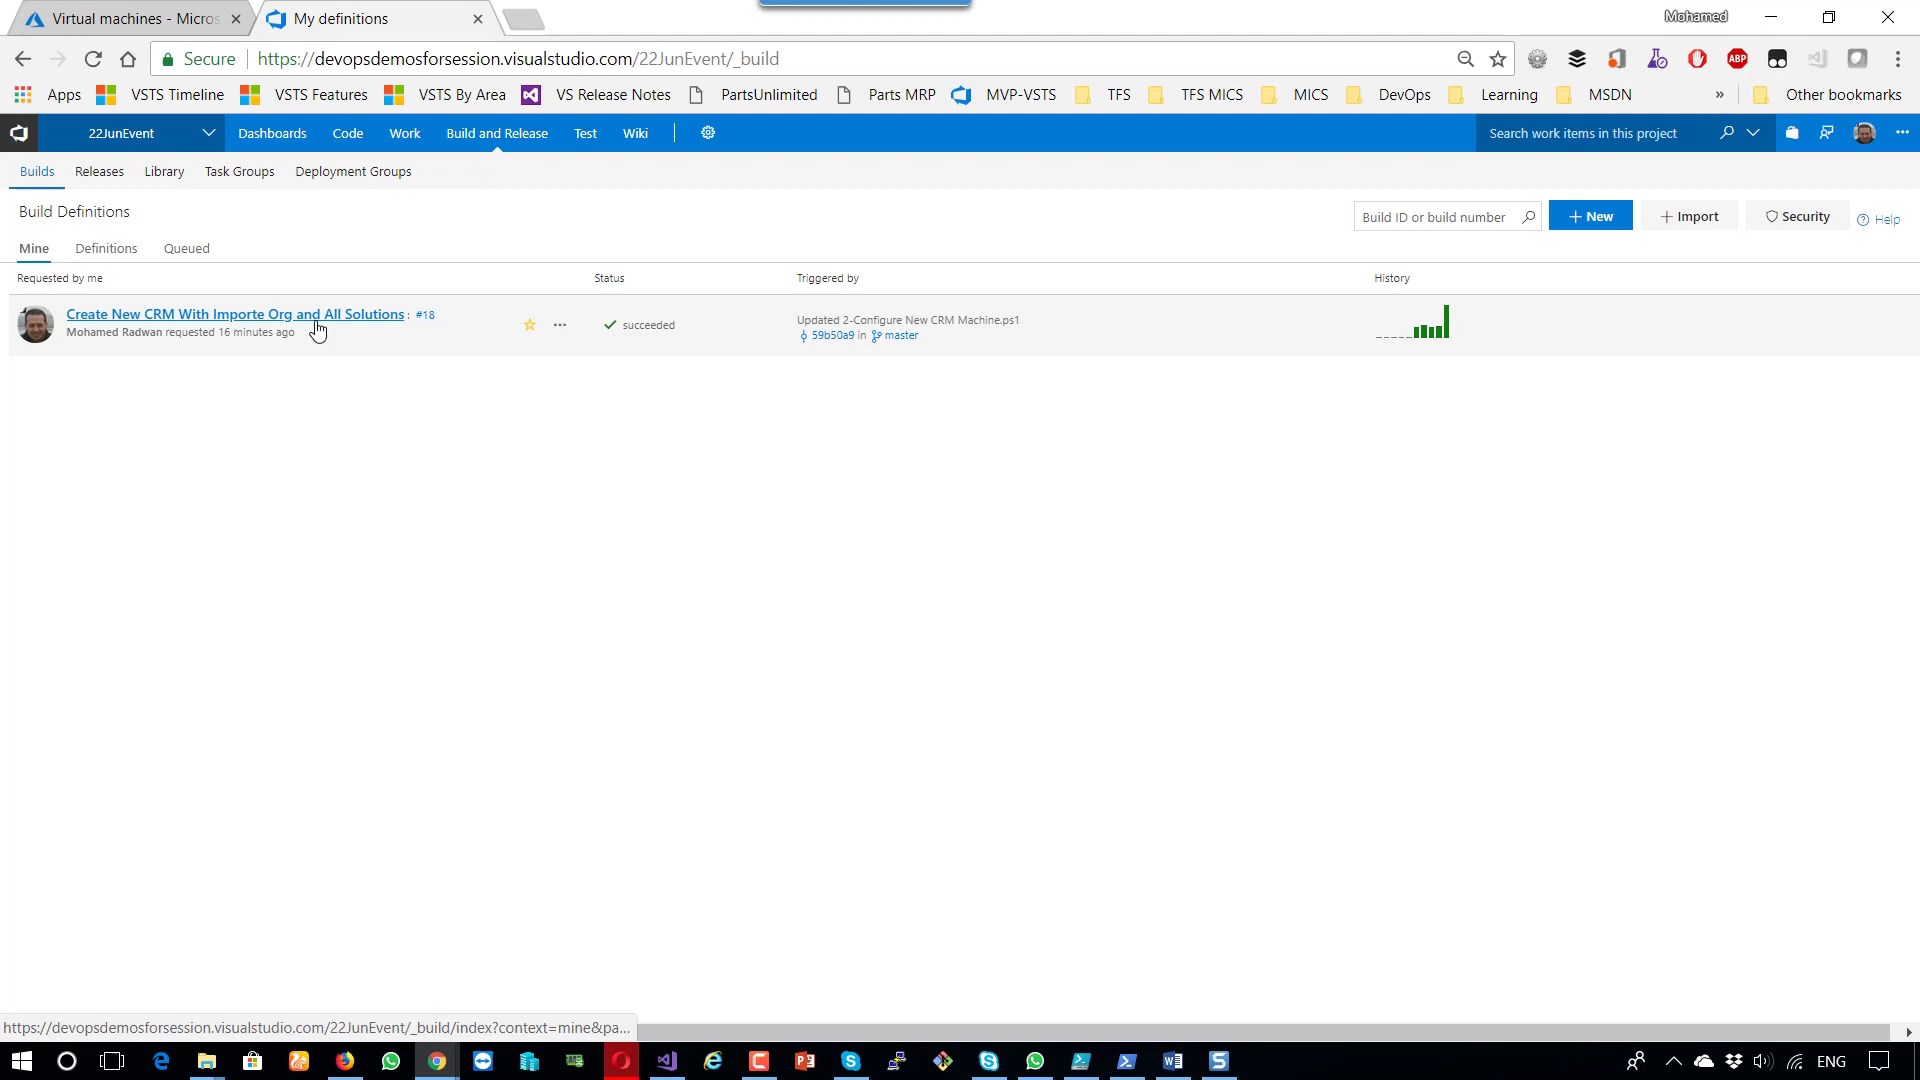 Virtual machines - Micros
My definitions
Mohamed
Secure
https://devopsdemosforsession.visualstudio.com/22JunEvent/_build
ABP
Apps
VSTS Timeline
VSTS Features
VSTS By Area
VS Release Notes
PartsUnlimited
Parts MRP
MVP-VSTS
TFS
TFS MICS
MICS
DevOps
Learning
MSDN
»
Other bookmarks
22JunEvent
Dashboards
Code
Work
Build and Release
Test
Wiki
Search work items in this project
Builds
Releases
Library
Task Groups
Deployment Groups
Build Definitions
Build ID or build number
+ New
+ Import
Security
Help
Mine
Definitions
Queued
Requested by me
Status
Triggered by
History
Create New CRM With Importe Org and All Solutions : #18
Mohamed Radwan requested 16 minutes ago
succeeded
Updated 2-Configure New CRM Machine.ps1
59b50a9 in master
https://devopsdemosforsession.visualstudio.com/22JunEvent/_build/index?context=mine&pa...
ENG